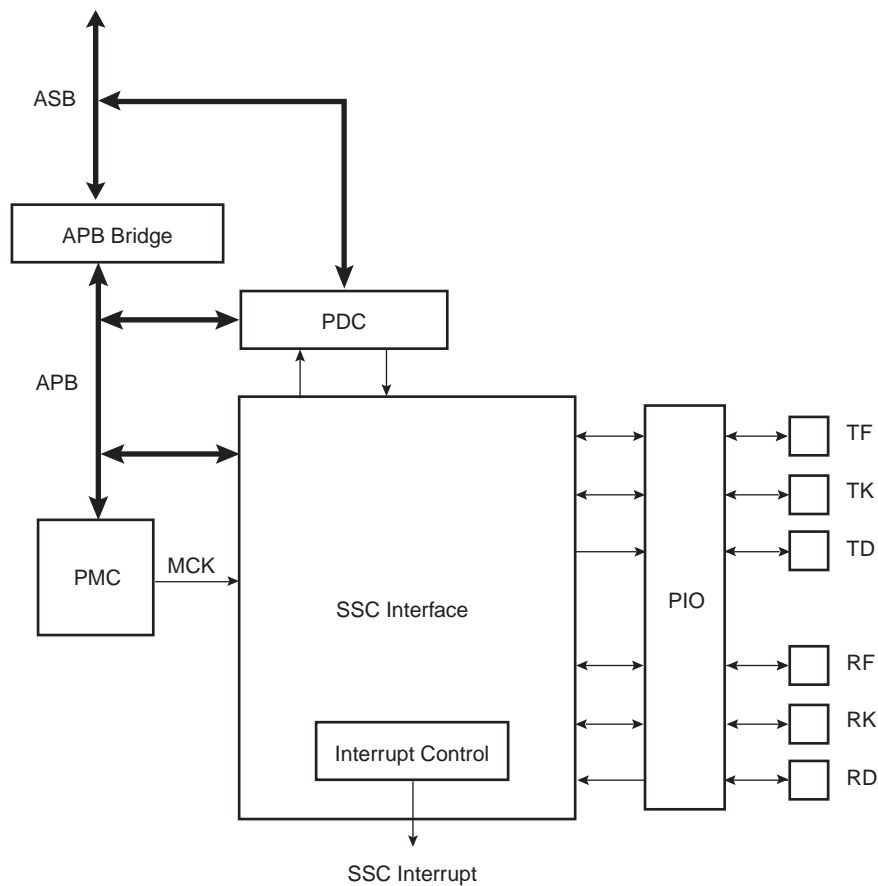 ASB
APB Bridge
PDC
APB
TF
TK
TD
PMC
MCK
SSC Interface
PIO
RF
RK
RD
Interrupt Control
SSC Interrupt